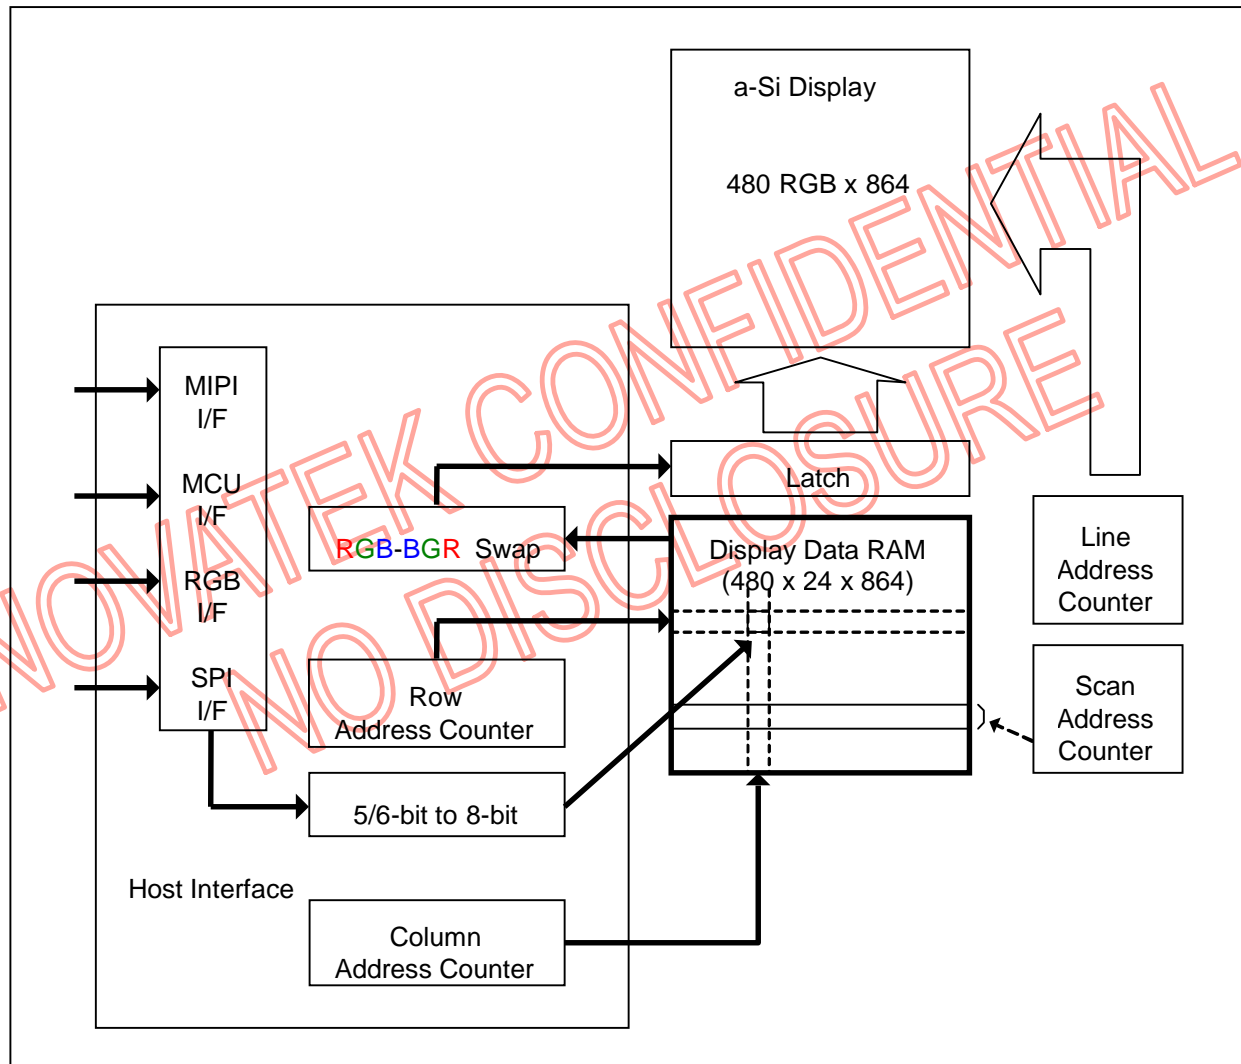 a-Si Display
480 RGB x 864
MIPI
I/F
MCU
I/F
RGB
I/F
SPI
I/F
Latch
RGB-BGR Swap
Display Data RAM
(480 x 24 x 864)
Line
Address
Counter
Row
Address Counter
Scan
Address
Counter
5/6-bit to 8-bit
Host Interface
Column
Address Counter
NOVATEK CONFIDENTIAL
NO DISCLOSURE